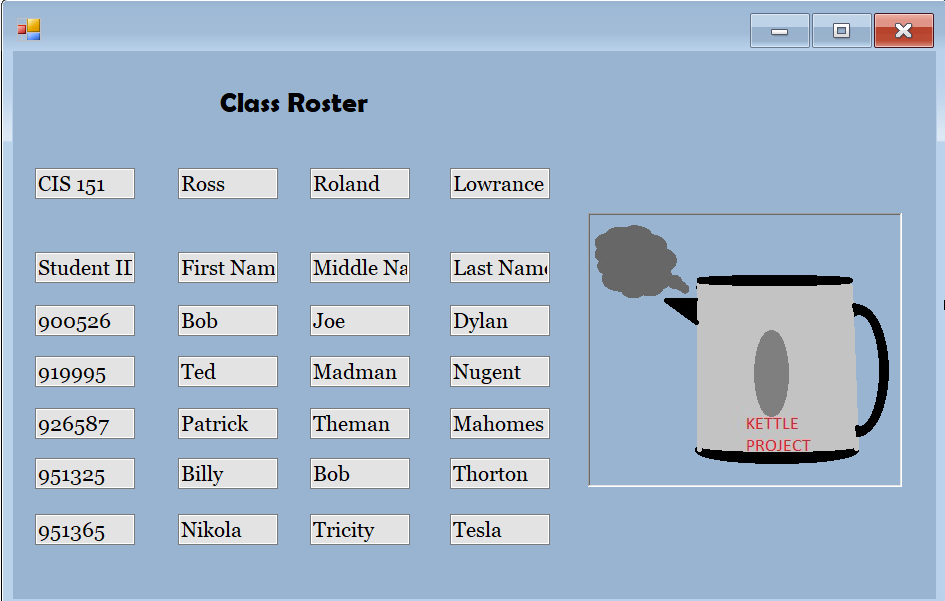 Class Roster
CIS 151 Ross Roland Lowrance
Student ID First Nam Middle Na Last Name
900526 Bob Joe Dylan
919995 Ted Madman Nugent
926587 Patrick Theman Mahomes
951325 Billy Bob Thorton
951365 Nikola Tricity Tesla
KETTLE
PROJECT